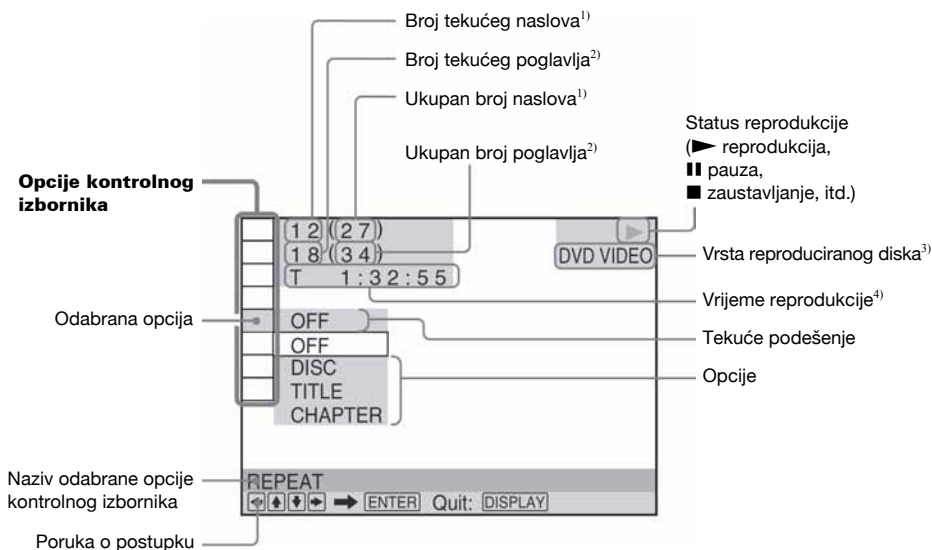 Broj tekućeg naslova1)
Broj tekućeg poglavlja2)
Ukupan broj naslova1)
Ukupan broj poglavlja2)
Status reprodukcije
(► reprodukcija,
❚❚ pauza,
■ zaustavljanje, itd.)
Opcije kontrolnog
izbornika
12(27)
18(34)
T 1:32:55
►
DVD VIDEO
Vrsta reproduciranog diska3)
Vrijeme reprodukcije4)
Odabrana opcija
OFF
Tekuće podešenje
OFF
DISC
TITLE
CHAPTER
Opcije
Naziv odabrane opcije
kontrolnog izbornika
REPEAT
←↑↓→ ➡ ENTER Quit: DISPLAY
Poruka o postupku